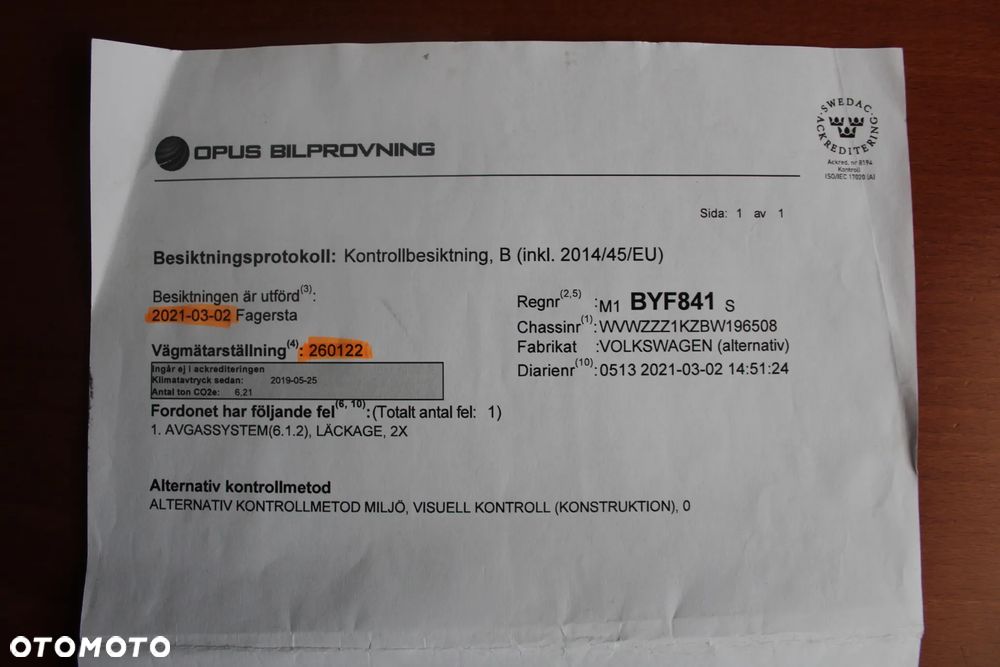 OPUS BILPROVNING
SWEDAC
ACKREDITERING
Ackred. nr 8194
Kontroll
ISO/IEC 17020 (A)
Sida: 1 av 1
Besiktningsprotokoll: Kontrollbesiktning, B (inkl. 2014/45/EU)
Besiktningen är utförd(3):
2021-03-02 Fagersta
Vägmätarställning(4): 260122
Ingår ej i ackrediteringen
Klimatavtryck sedan: 2019-05-25
Antal ton CO2e: 6,21
Regnr(2,5) :M1 BYF841 S
Chassinr(1):WVWZZZ1KZBW196508
Fabrikat :VOLKSWAGEN (alternativ)
Diarienr(10):0513 2021-03-02 14:51:24
Fordonet har följande fel(6, 10):(Totalt antal fel: 1)
1. AVGASSYSTEM(6.1.2), LÄCKAGE, 2X
Alternativ kontrollmetod
ALTERNATIV KONTROLLMETOD MILJÖ, VISUELL KONTROLL (KONSTRUKTION), 0
OTOMOTO